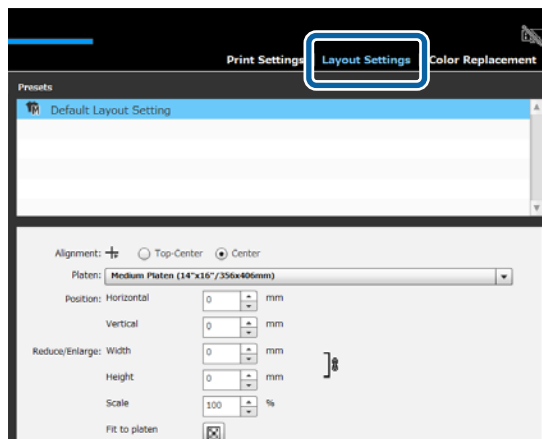 Print Settings Layout Settings Color Replacement
Presets
Default Layout Setting
Alignment: Top-Center Center
Platen: Medium Platen (14"x16"/356x406mm)
Position: Horizontal 0 mm
Vertical 0 mm
Reduce/Enlarge: Width 0 mm
Height 0 mm
Scale 100 %
Fit to platen